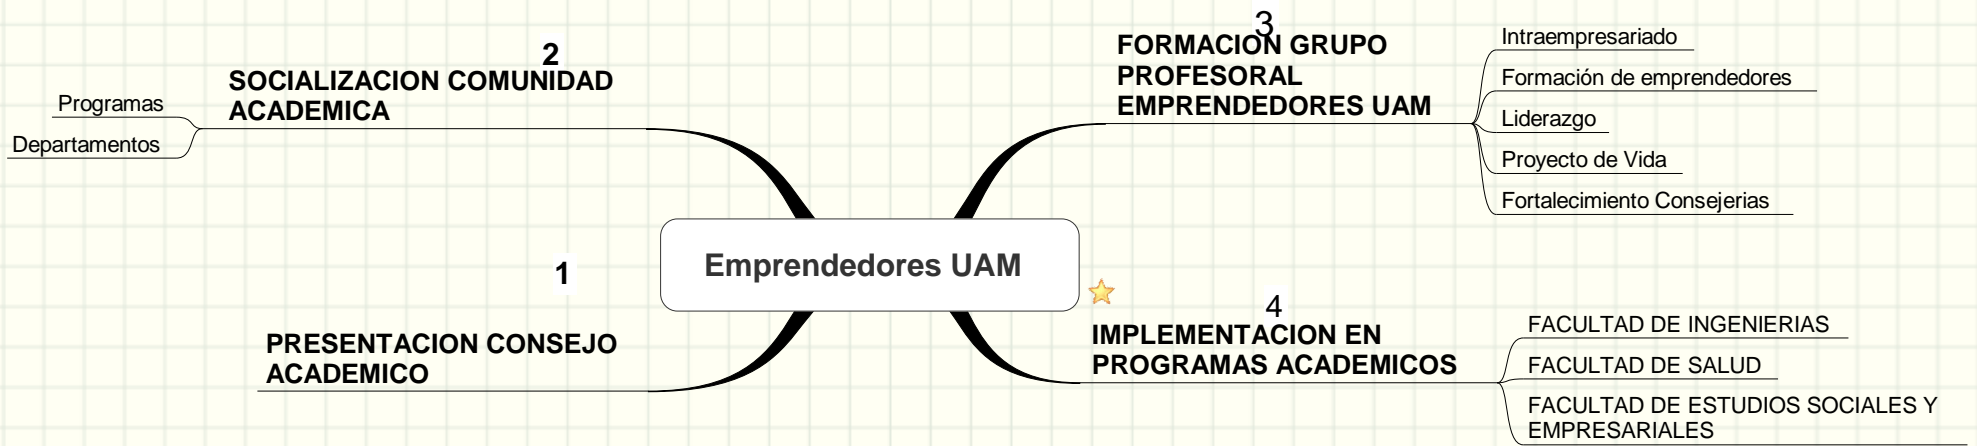 2
SOCIALIZACION COMUNIDAD
ACADEMICA
Programas
Departamentos
1
PRESENTACION CONSEJO
ACADEMICO
Emprendedores UAM
3
FORMACION GRUPO
PROFESORAL
EMPRENDEDORES UAM
Intraempresariado
Formación de emprendedores
Liderazgo
Proyecto de Vida
Fortalecimiento Consejerias
4
IMPLEMENTACION EN
PROGRAMAS ACADEMICOS
FACULTAD DE INGENIERIAS
FACULTAD DE SALUD
FACULTAD DE ESTUDIOS SOCIALES Y
EMPRESARIALES